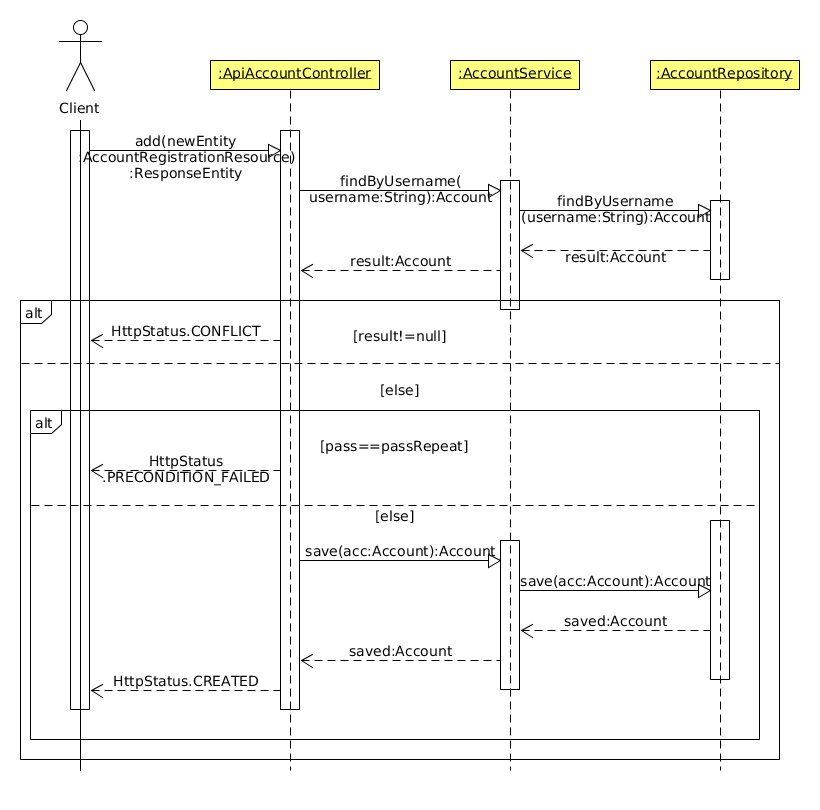 Client
:ApiAccountController
:AccountService
:AccountRepository
add(newEntity
:AccountRegistrationResource)
:ResponseEntity
findByUsername(
username:String):Account
findByUsername
(username:String):Account
result:Account
result:Account
alt
HttpStatus.CONFLICT
[result!=null]
[else]
alt
[pass==passRepeat]
HttpStatus
.PRECONDITION_FAILED
[else]
save(acc:Account):Account
save(acc:Account):Account
saved:Account
saved:Account
HttpStatus.CREATED